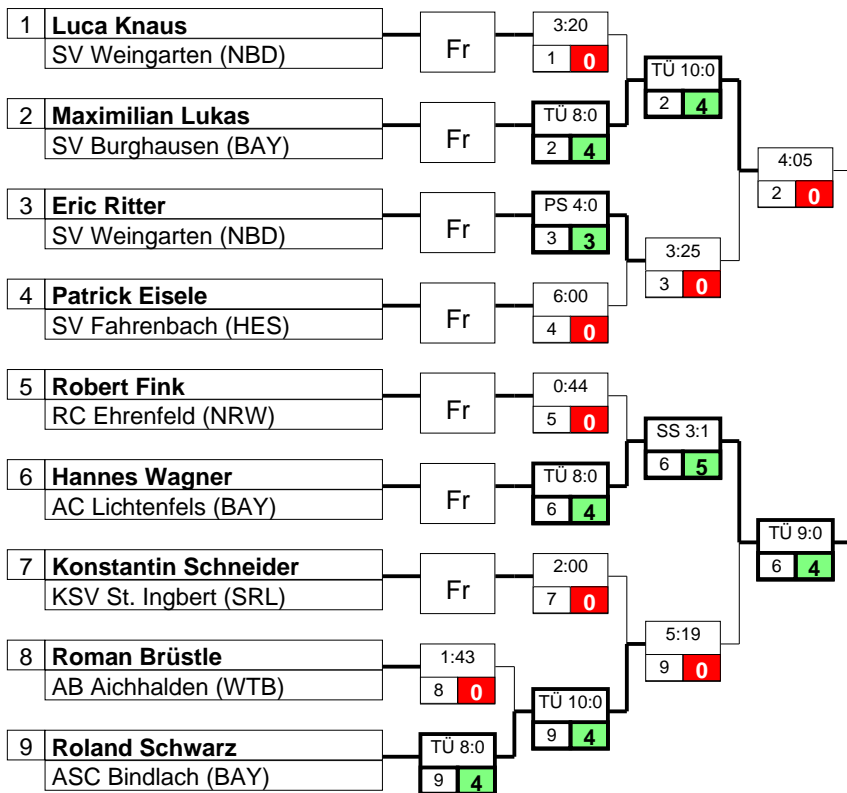 1 Luca Knaus
SV Weingarten (NBD)
Fr
3:20
1 0
TÜ 10:0
2 4
2 Maximilian Lukas
SV Burghausen (BAY)
Fr
TÜ 8:0
2 4
4:05
2 0
3 Eric Ritter
SV Weingarten (NBD)
Fr
PS 4:0
3 3
3:25
3 0
4 Patrick Eisele
SV Fahrenbach (HES)
Fr
6:00
4 0
5 Robert Fink
RC Ehrenfeld (NRW)
Fr
0:44
5 0
SS 3:1
6 5
6 Hannes Wagner
AC Lichtenfels (BAY)
Fr
TÜ 8:0
6 4
TÜ 9:0
6 4
7 Konstantin Schneider
KSV St. Ingbert (SRL)
Fr
2:00
7 0
5:19
9 0
8 Roman Brüstle
AB Aichhalden (WTB)
1:43
8 0
TÜ 10:0
9 4
9 Roland Schwarz
ASC Bindlach (BAY)
TÜ 8:0
9 4